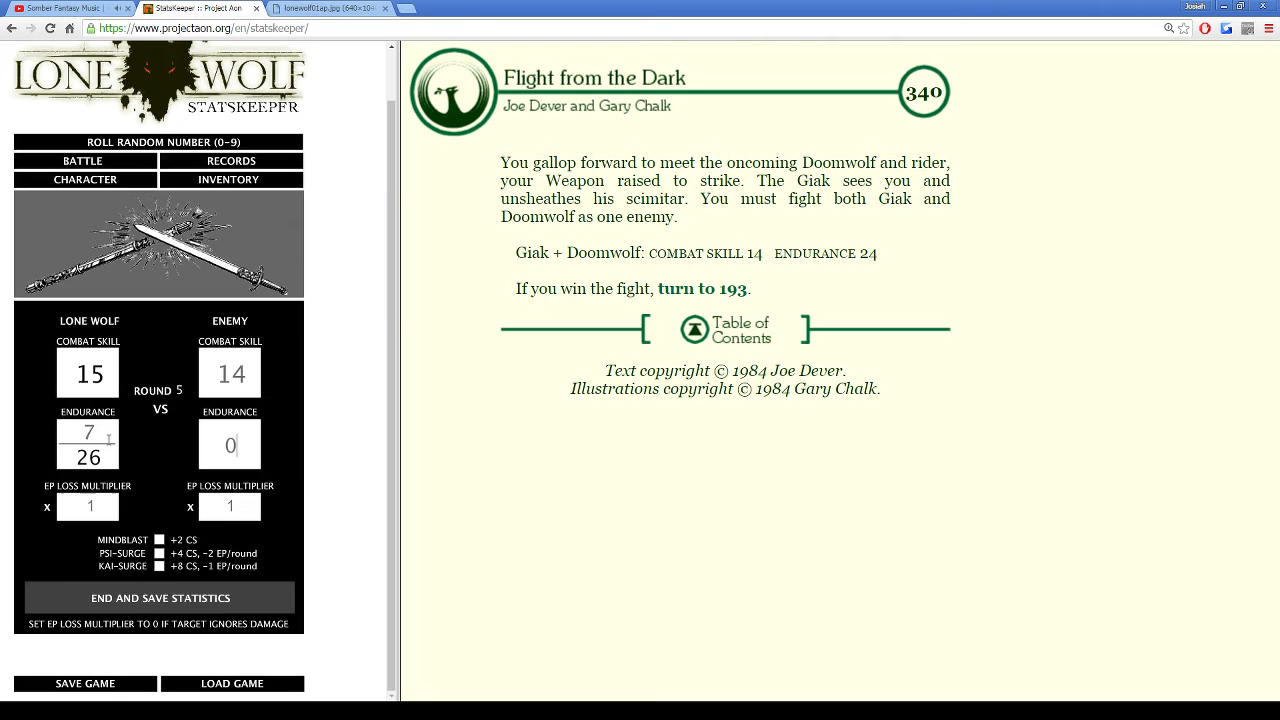 Somber Fantasy Music |
StatsKeeper :: Project Aon
lonewolf01ap.jpg (640×104
Josiah
https://www.projectaon.org/en/statskeeper/
LONE WOLF
STATSKEEPER
ROLL RANDOM NUMBER (0-9)
BATTLE RECORDS
CHARACTER INVENTORY
LONE WOLF ENEMY
COMBAT SKILL COMBAT SKILL
15 14
ROUND 5
VS
ENDURANCE ENDURANCE
7
26
0
EP LOSS MULTIPLIER EP LOSS MULTIPLIER
x 1 x 1
MINDBLAST +2 CS
PSI-SURGE +4 CS, -2 EP/round
KAI-SURGE +8 CS, -1 EP/round
END AND SAVE STATISTICS
SET EP LOSS MULTIPLIER TO 0 IF TARGET IGNORES DAMAGE
SAVE GAME LOAD GAME
Flight from the Dark
Joe Dever and Gary Chalk
340
You gallop forward to meet the oncoming Doomwolf and rider,
your Weapon raised to strike. The Giak sees you and
unsheathes his scimitar. You must fight both Giak and
Doomwolf as one enemy.
Giak + Doomwolf: COMBAT SKILL 14 ENDURANCE 24
If you win the fight, turn to 193.
Table of
Contents
Text copyright © 1984 Joe Dever.
Illustrations copyright © 1984 Gary Chalk.